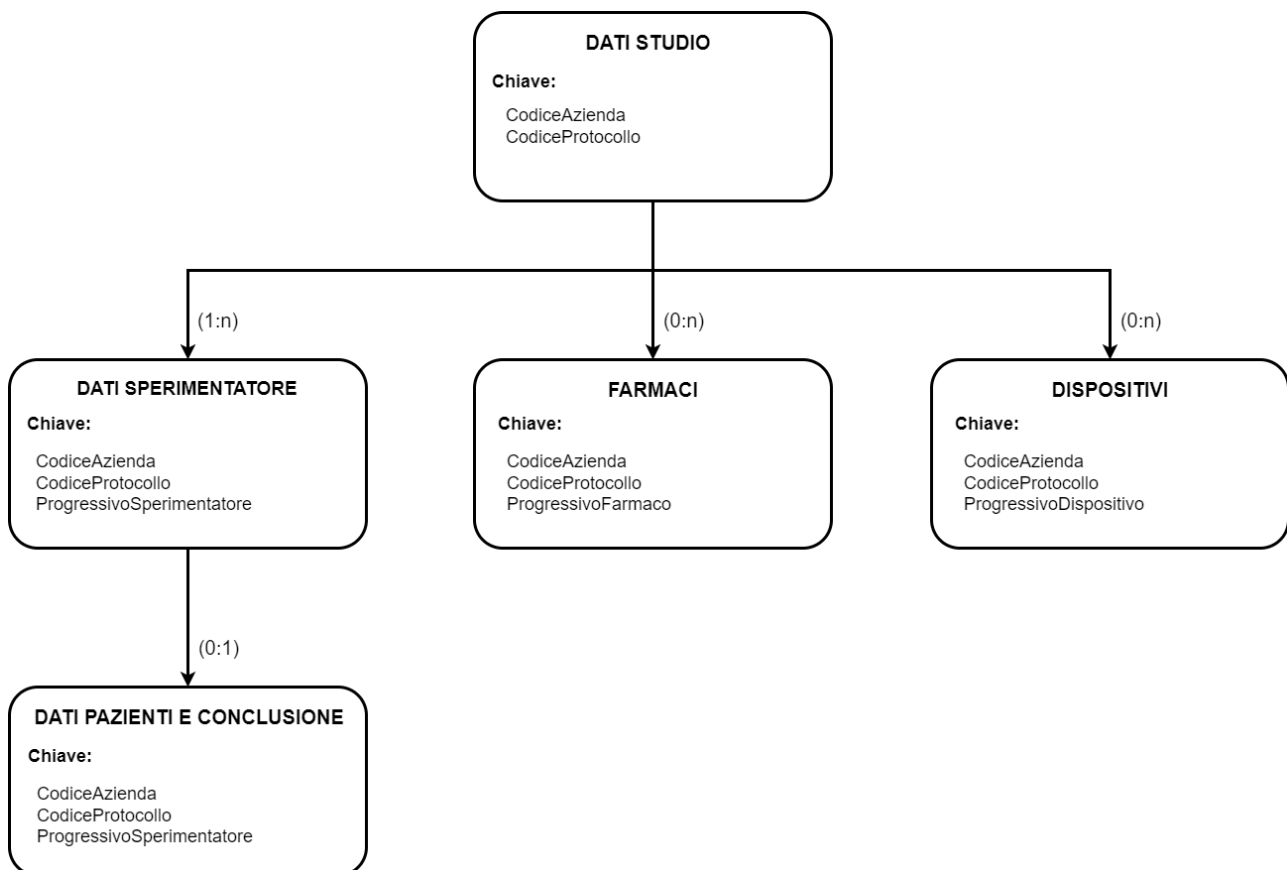 DATI STUDIO
Chiave:
CodiceAzienda
CodiceProtocollo
(1:n)
(0:n)
(0:n)
DATI SPERIMENTATORE
Chiave:
CodiceAzienda
CodiceProtocollo
ProgressivoSperimentatore
FARMACI
Chiave:
CodiceAzienda
CodiceProtocollo
ProgressivoFarmaco
DISPOSITIVI
Chiave:
CodiceAzienda
CodiceProtocollo
ProgressivoDispositivo
(0:1)
DATI PAZIENTI E CONCLUSIONE
Chiave:
CodiceAzienda
CodiceProtocollo
ProgressivoSperimentatore